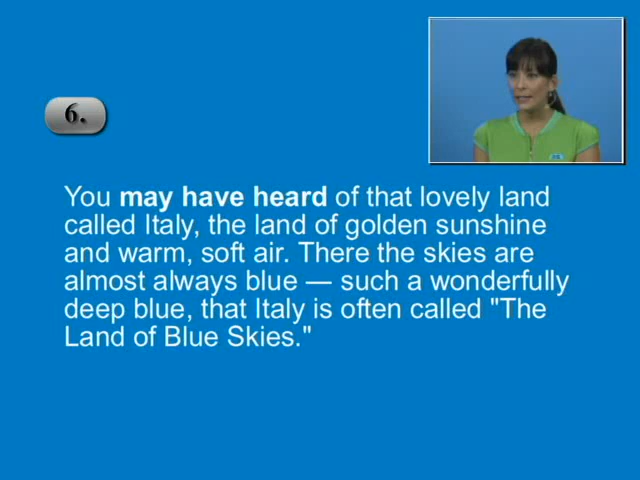 6.
You may have heard of that lovely land
called Italy, the land of golden sunshine
and warm, soft air. There the skies are
almost always blue — such a wonderfully
deep blue, that Italy is often called "The
Land of Blue Skies."